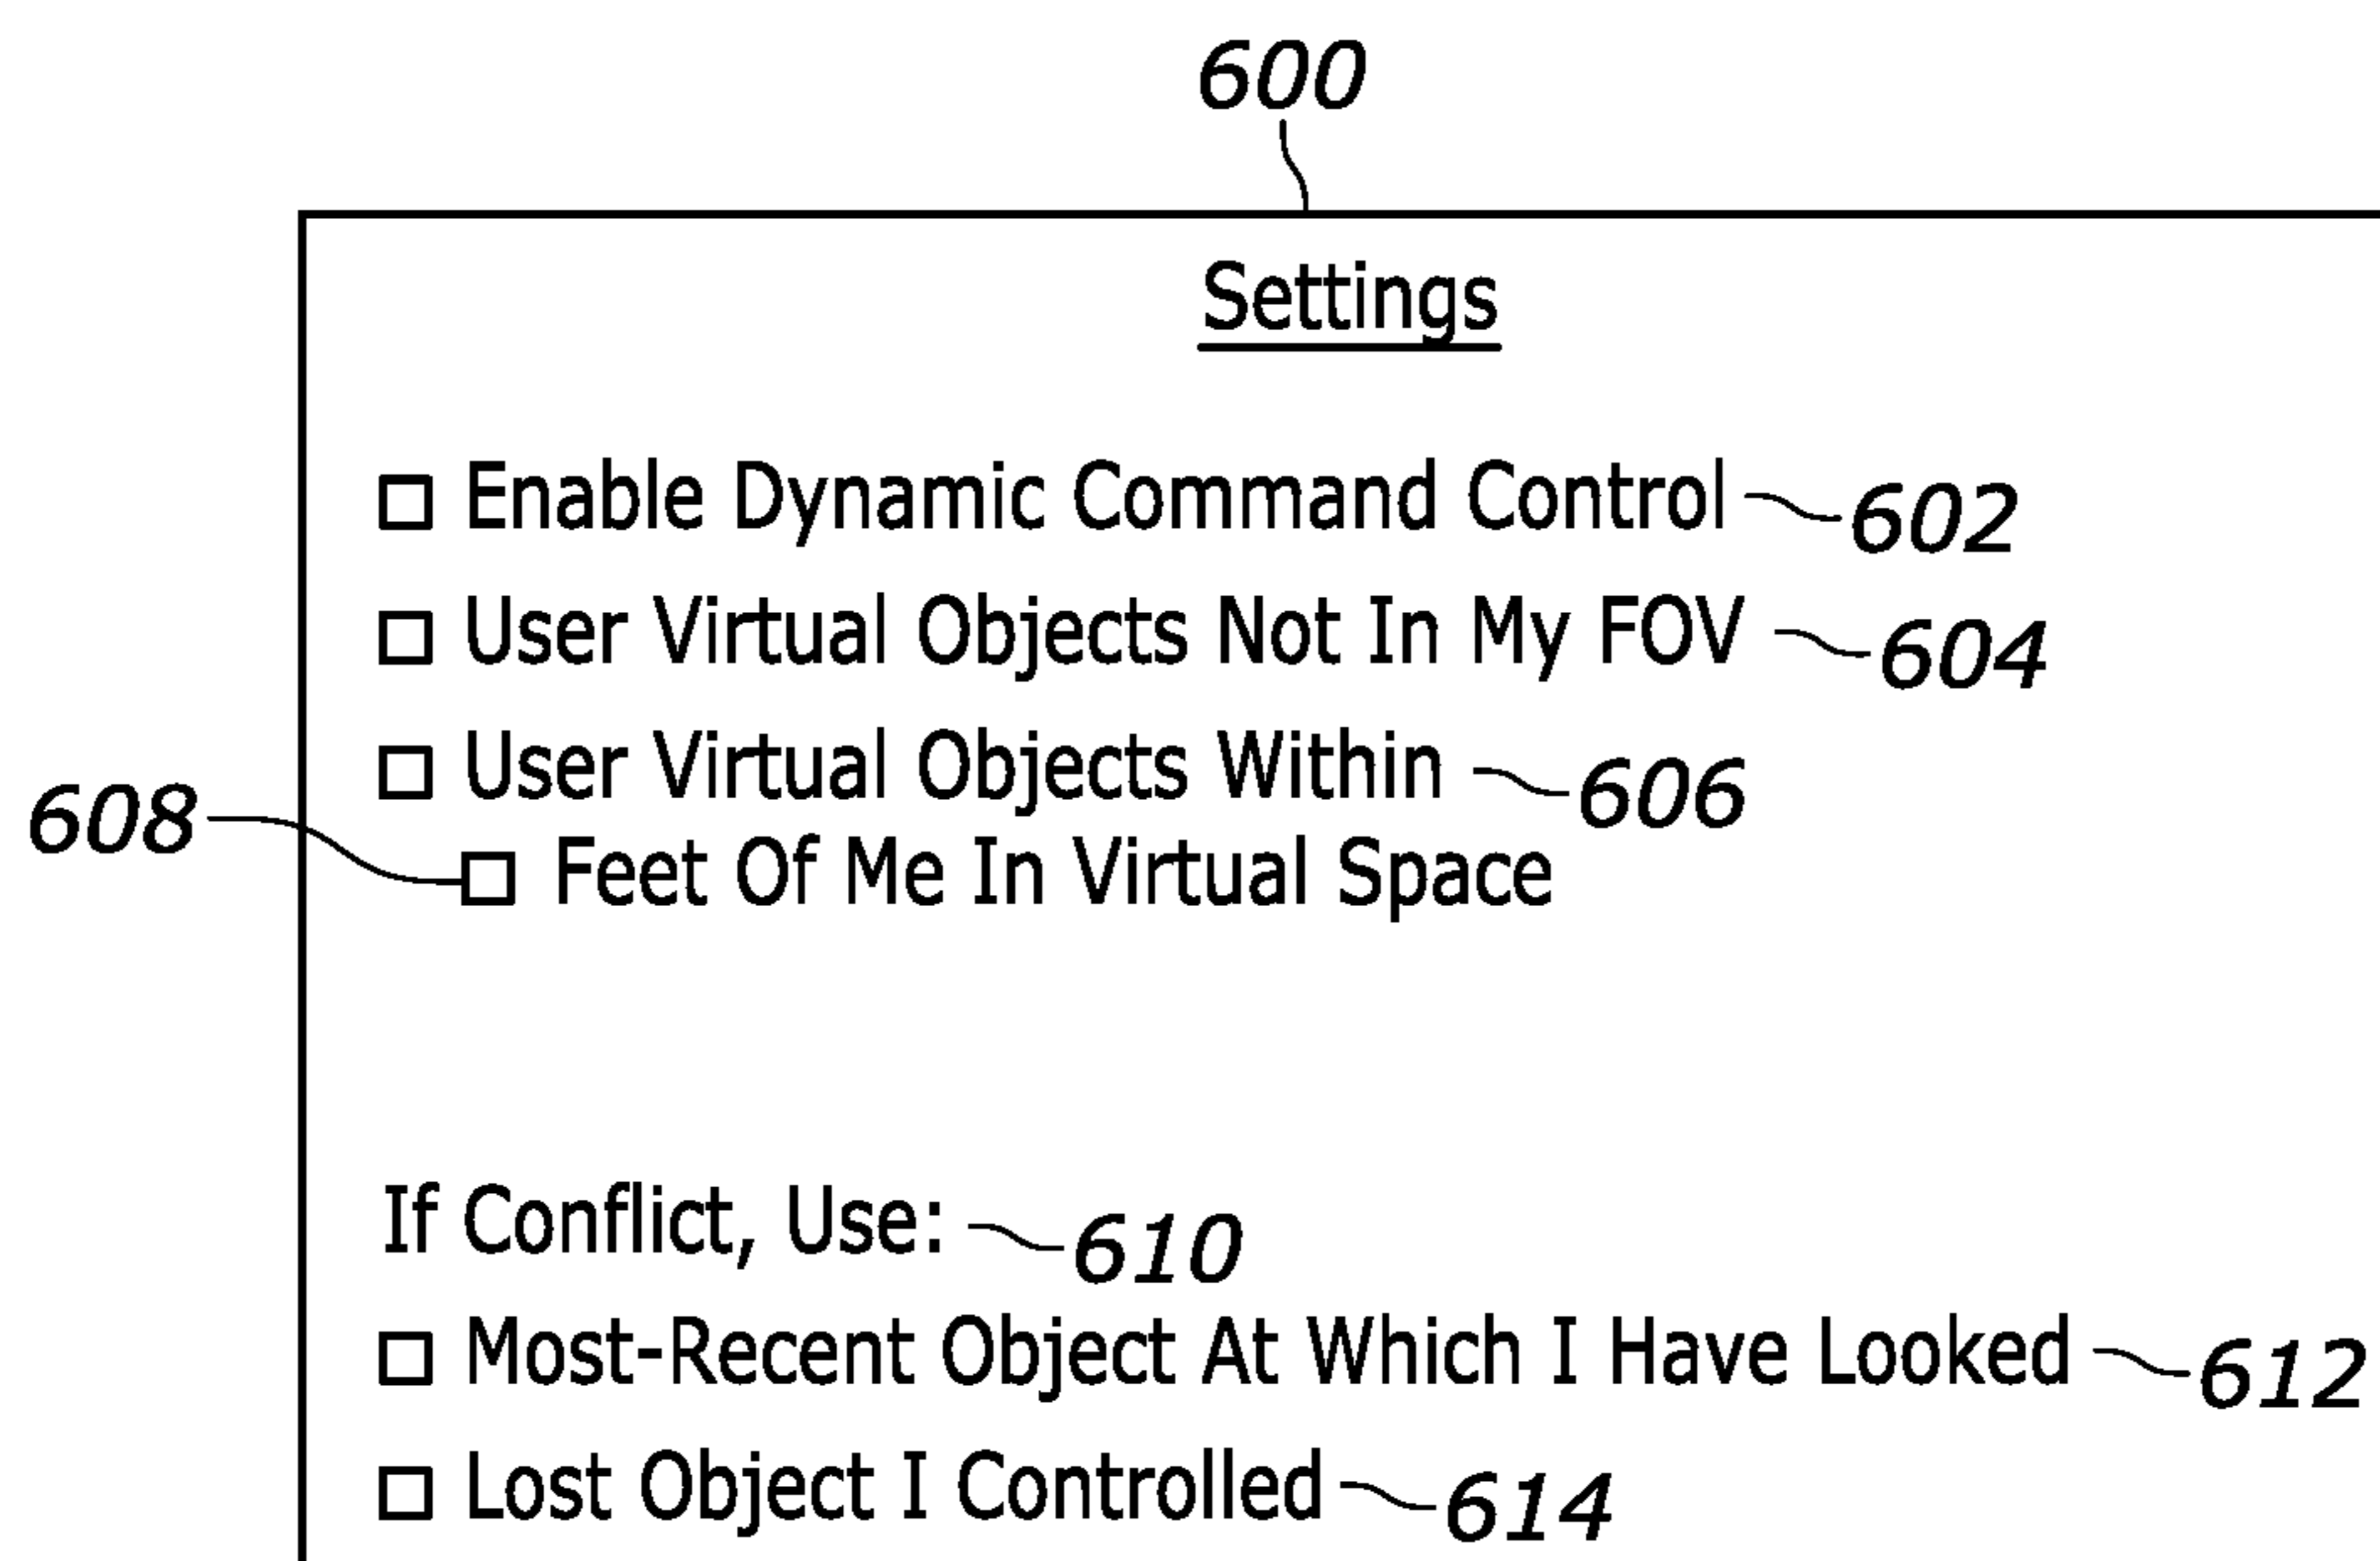 600
Settings
Enable Dynamic Command Control 602
User Virtual Objects Not In My FOV 604
User Virtual Objects Within 606
608 Feet Of Me In Virtual Space
If Conflict, Use: 610
Most-Recent Object At Which I Have Looked 612
Lost Object I Controlled 614